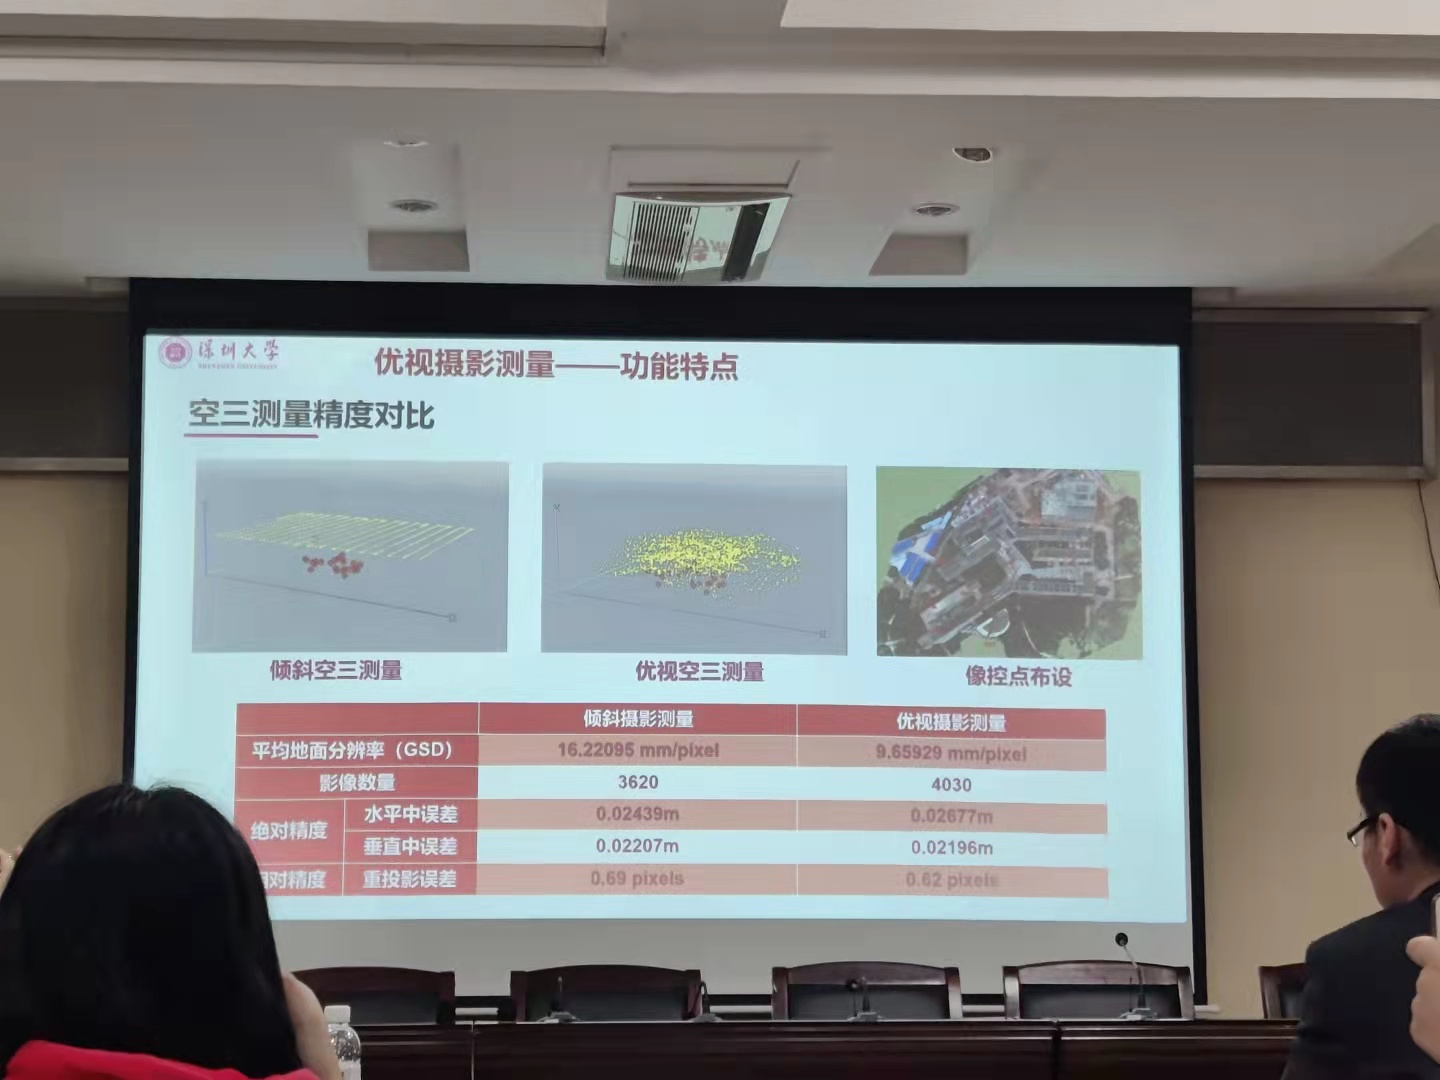 深圳大学
SHENZHEN UNIVERSITY
优视摄影测量——功能特点
空三测量精度对比
倾斜空三测量
优视空三测量
像控点布设
倾斜摄影测量 优视摄影测量
平均地面分辨率（GSD） 16.22095 mm/pixel 9.65929 mm/pixel
影像数量 3620 4030
绝对精度 水平中误差 0.02439m 0.02677m
垂直中误差 0.02207m 0.02196m
对精度 重投影误差 0.69 pixels 0.62 pixels